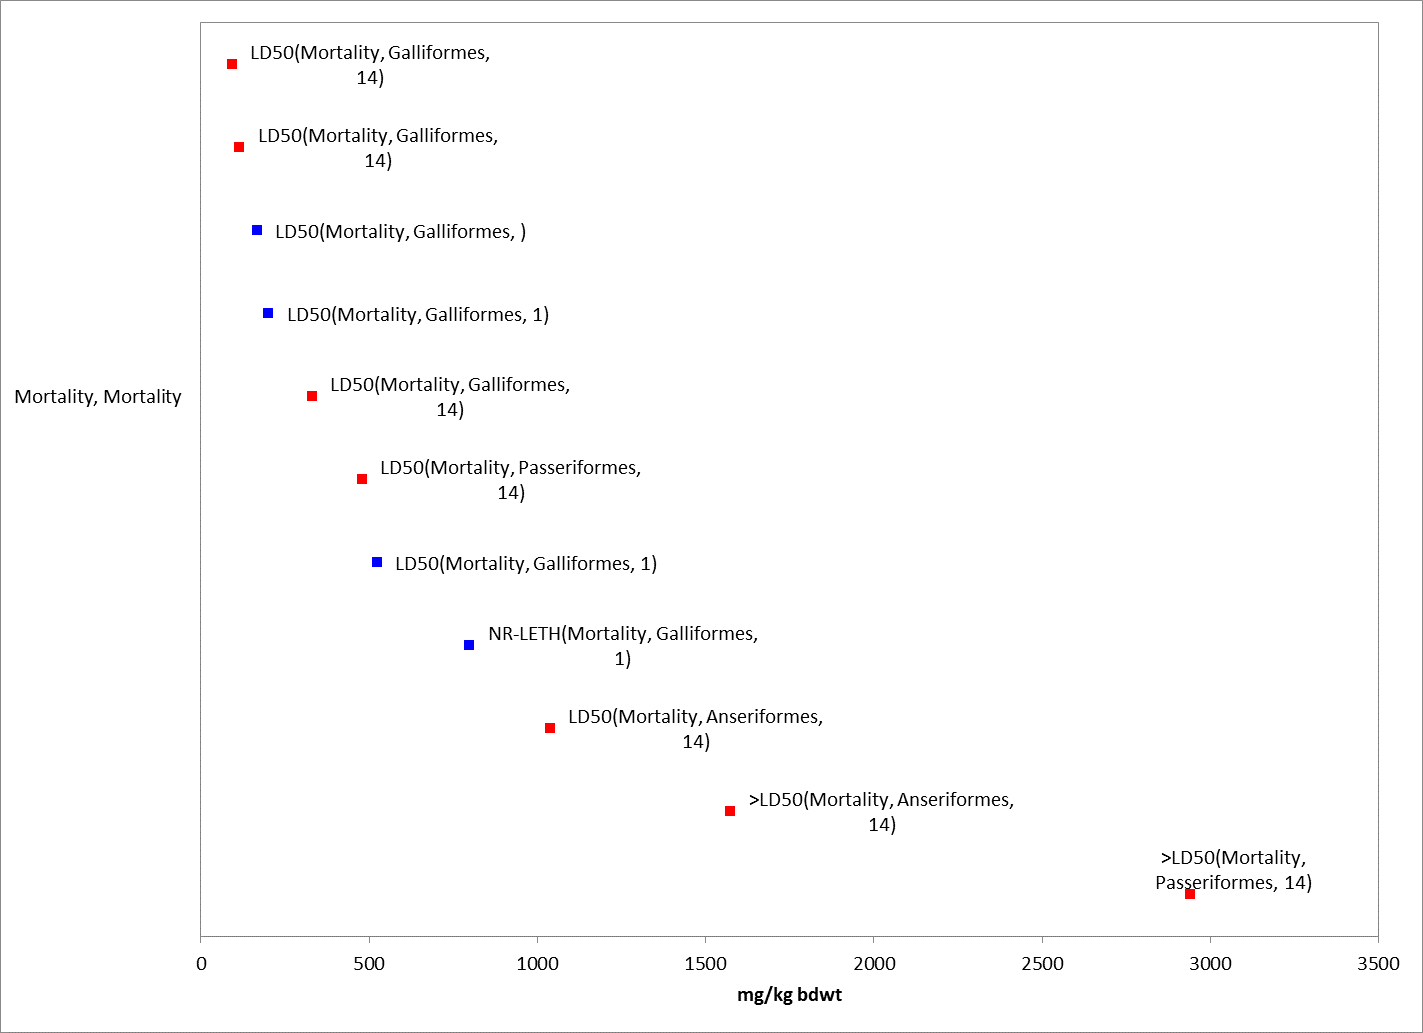 LD50(Mortality, Galliformes,
14)
LD50(Mortality, Galliformes,
14)
LD50(Mortality, Galliformes, )
LD50(Mortality, Galliformes, 1)
LD50(Mortality, Galliformes,
14)
Mortality, Mortality
LD50(Mortality, Passeriformes,
14)
LD50(Mortality, Galliformes, 1)
NR-LETH(Mortality, Galliformes,
1)
LD50(Mortality, Anseriformes,
14)
>LD50(Mortality, Anseriformes,
14)
>LD50(Mortality,
Passeriformes, 14)
0 500 1000 1500 2000 2500 3000 3500
mg/kg bdwt